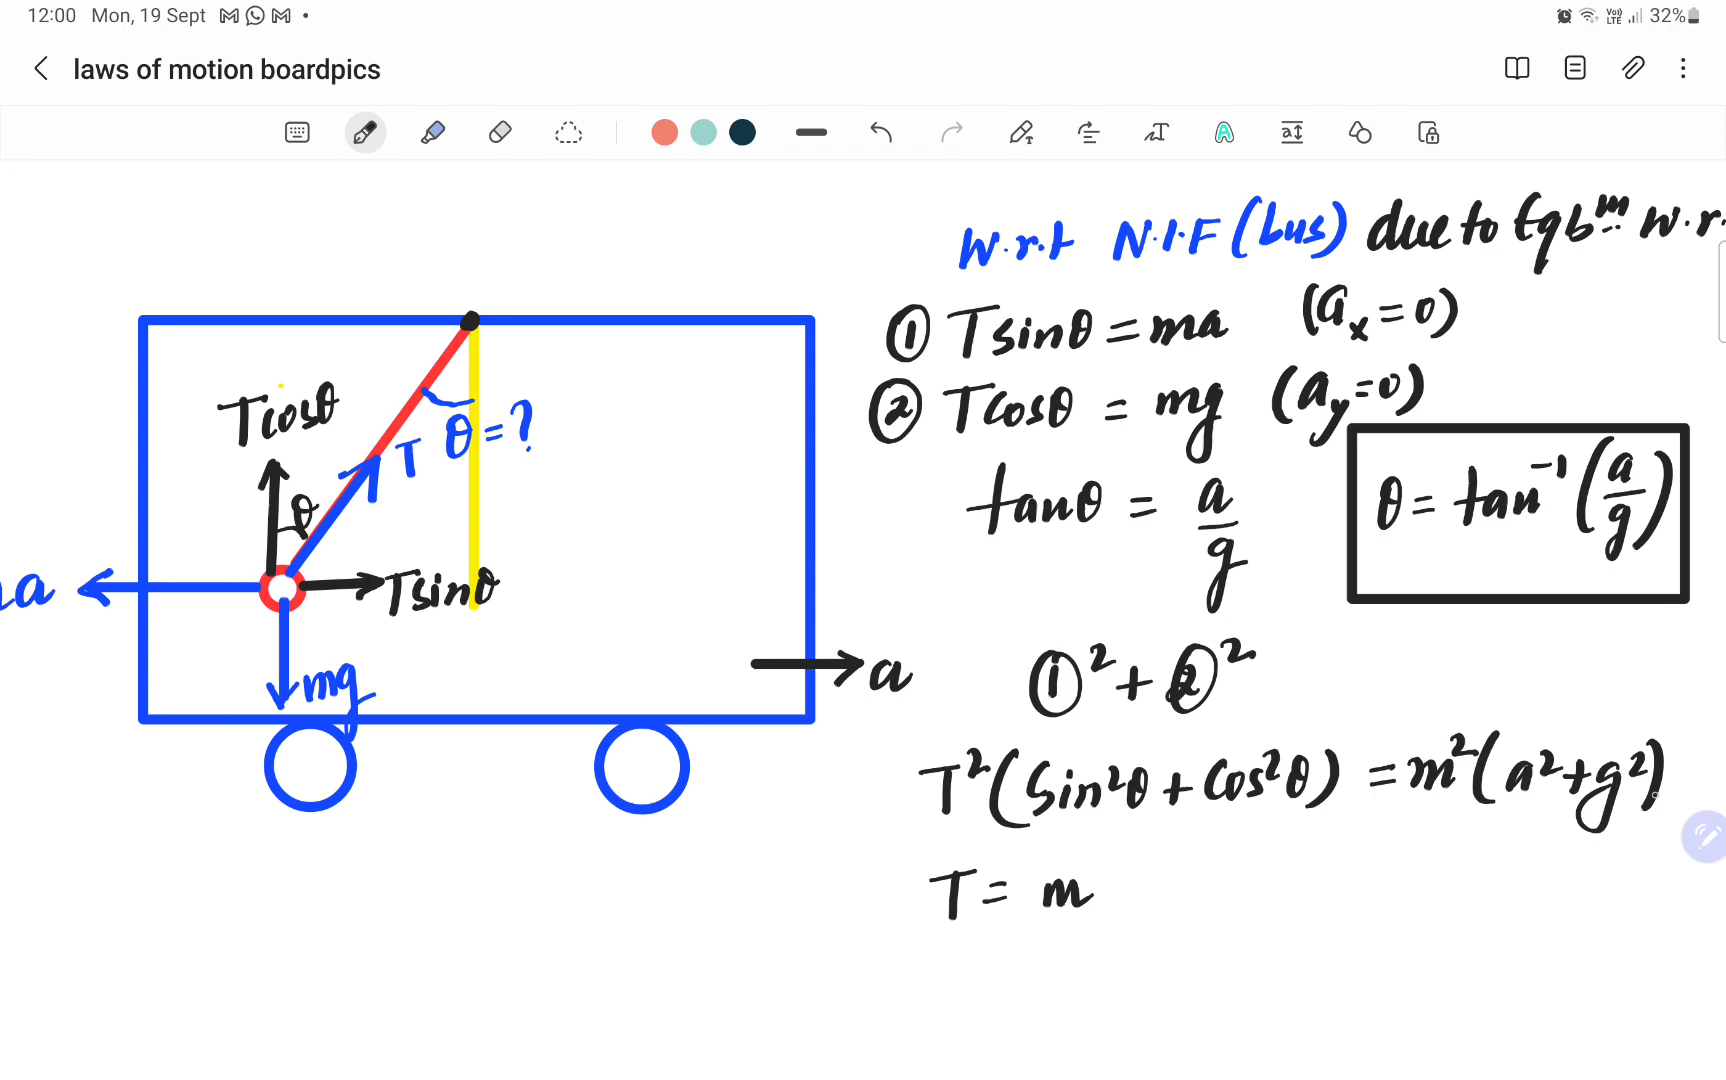 12:00 Mon, 19 Sept
Vo)) LTE 32%
laws of motion boardpics
W.r.t N.I.F (bus) due to Eqbᵐ w.r.
① Tsinθ = ma (aₓ = 0)
② Tcosθ = mg (a_y = 0)
tanθ = a/g
θ = tan⁻¹(a/g)
①² + ②²
T²(Sin²θ + Cos²θ) = m²(a² + g²)
T = m
Tcosθ
T θ = ?
θ
a
Tsinθ
mg
a